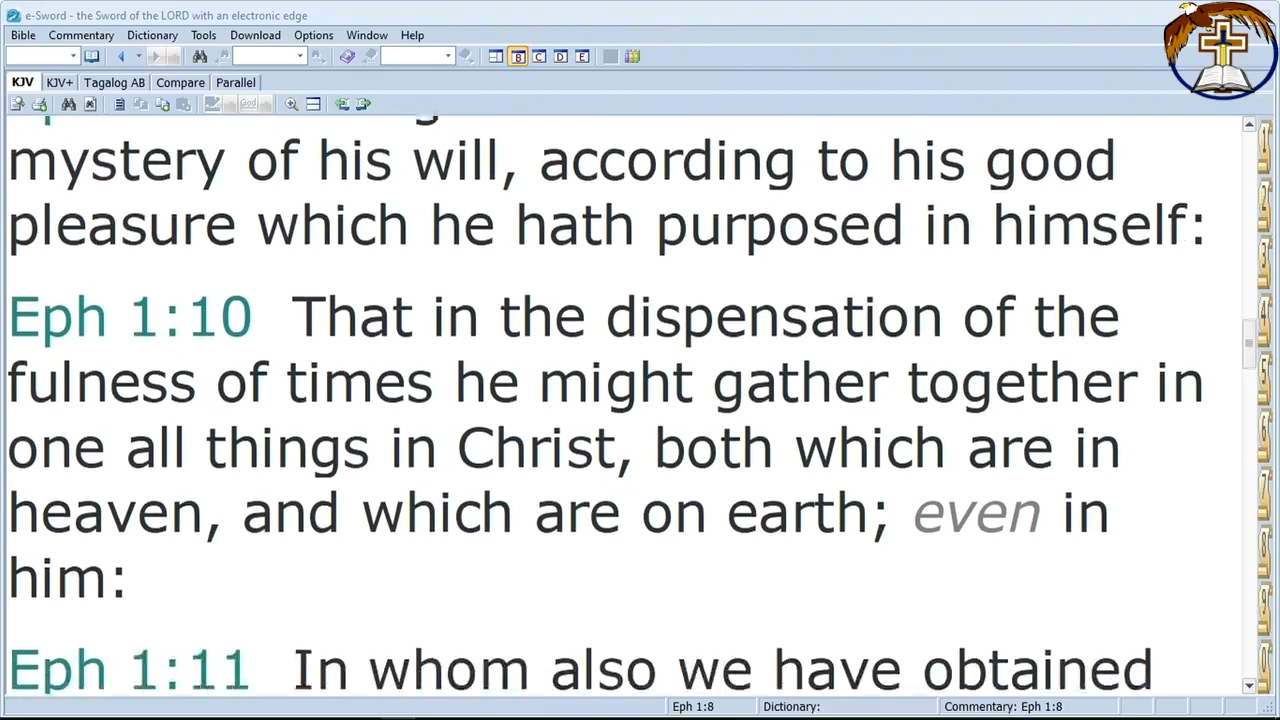 e-Sword - the Sword of the LORD with an electronic edge
Bible Commentary Dictionary Tools Download Options Window Help
B C D E
KJV KJV+ Tagalog AB Compare Parallel
God
mystery of his will, according to his good
pleasure which he hath purposed in himself:
Eph 1:10 That in the dispensation of the
fulness of times he might gather together in
one all things in Christ, both which are in
heaven, and which are on earth; even in
him:
Eph 1:11 In whom also we have obtained
Eph 1:8 Dictionary: Commentary: Eph 1:8